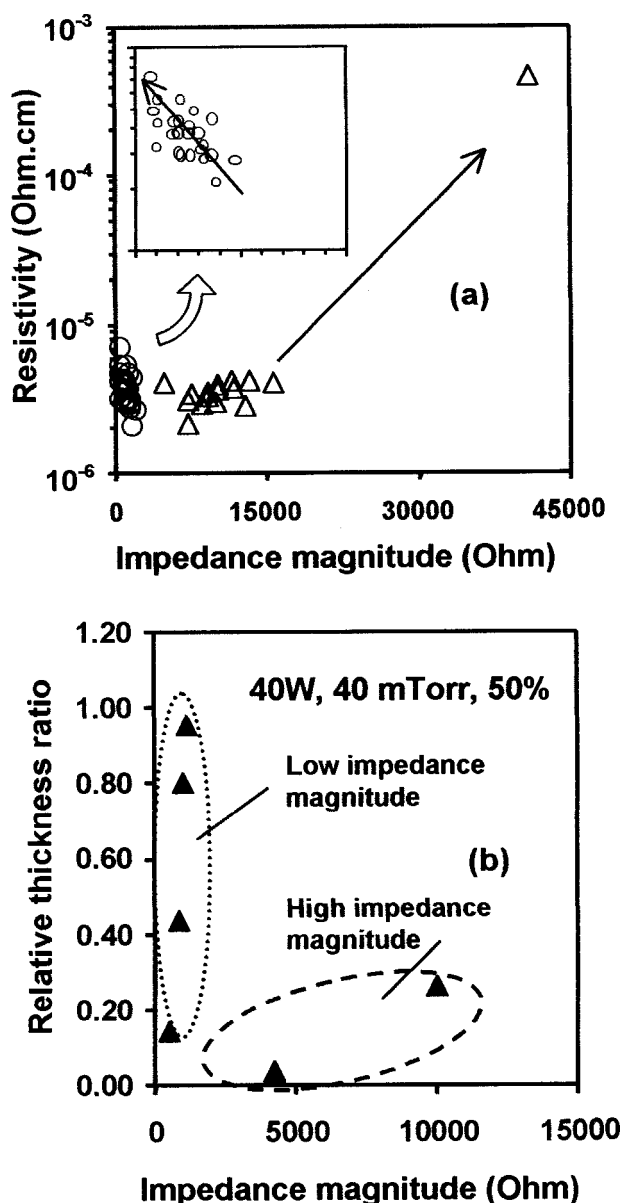 10⁻³
10⁻⁴
10⁻⁵
10⁻⁶
Resistivity (Ohm.cm)
(a)
0 15000 30000 45000
Impedance magnitude (Ohm)
1.20
1.00
0.80
0.60
0.40
0.20
0.00
Relative thickness ratio
40W, 40 mTorr, 50%
Low impedance
magnitude
(b)
High impedance
magnitude
0 5000 10000 15000
Impedance magnitude (Ohm)